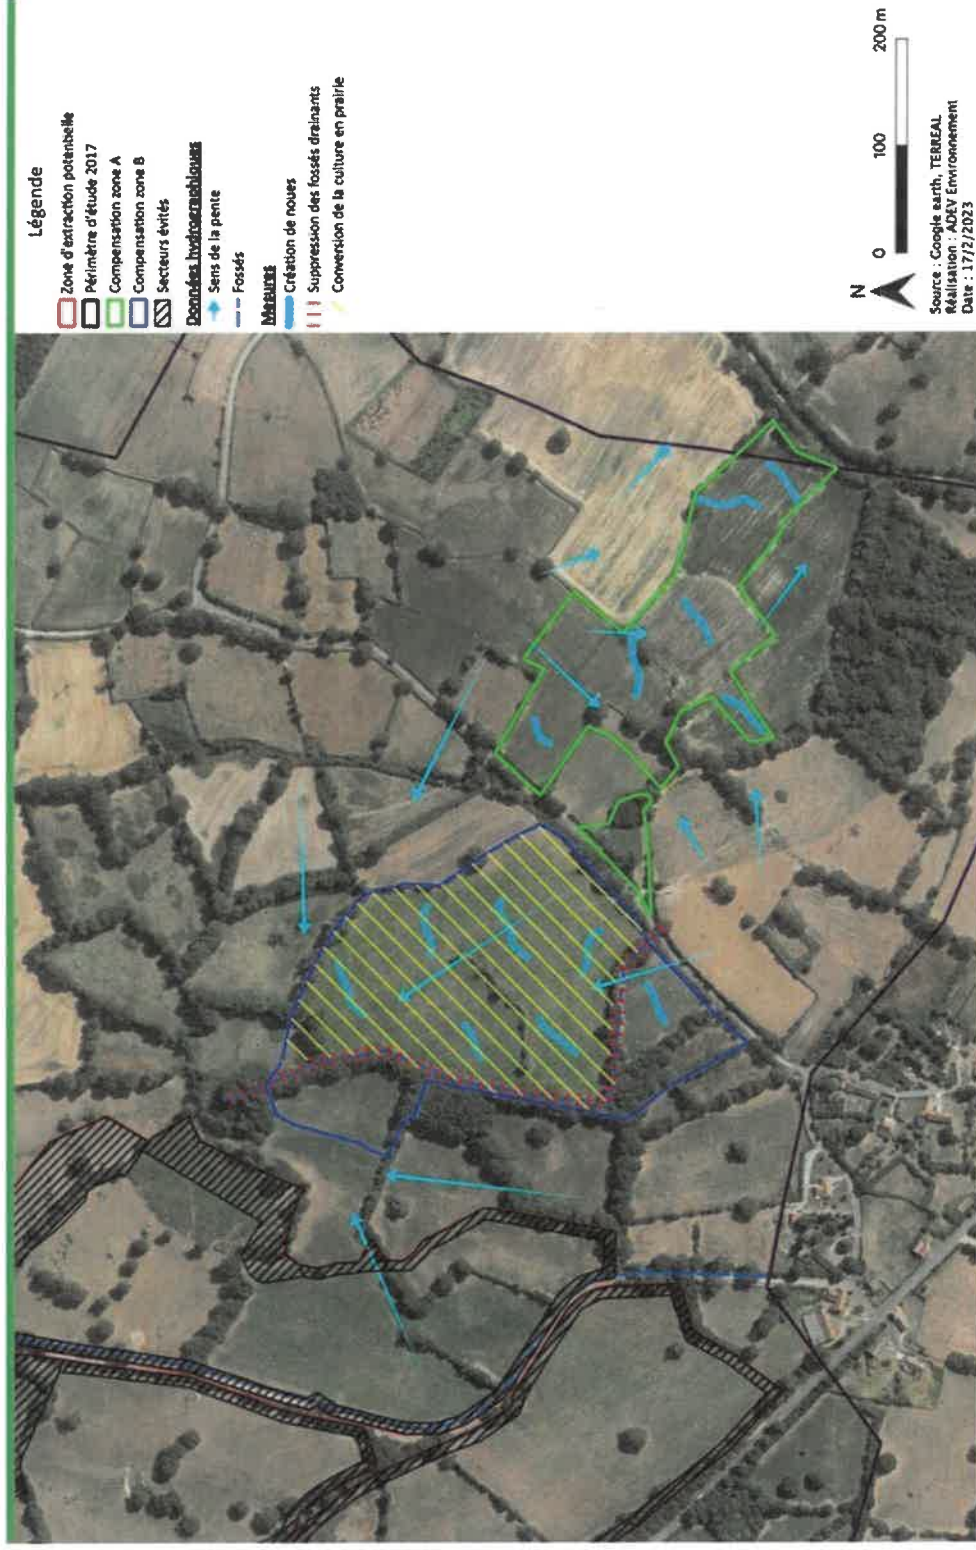 Légende
Zone d'extraction potentielle
Périmètre d'étude 2017
Compensation zone A
Compensation zone B
Secteurs évités
Données hydrographiques
Sens de la pente
Fossés
Mesures
Création de noues
Suppression des fossés drainants
Conversion de la culture en prairie
N
0 100 200 m
Source : Google earth, TERREAL
Réalisation : ADEV Environnement
Date : 17/2/2023